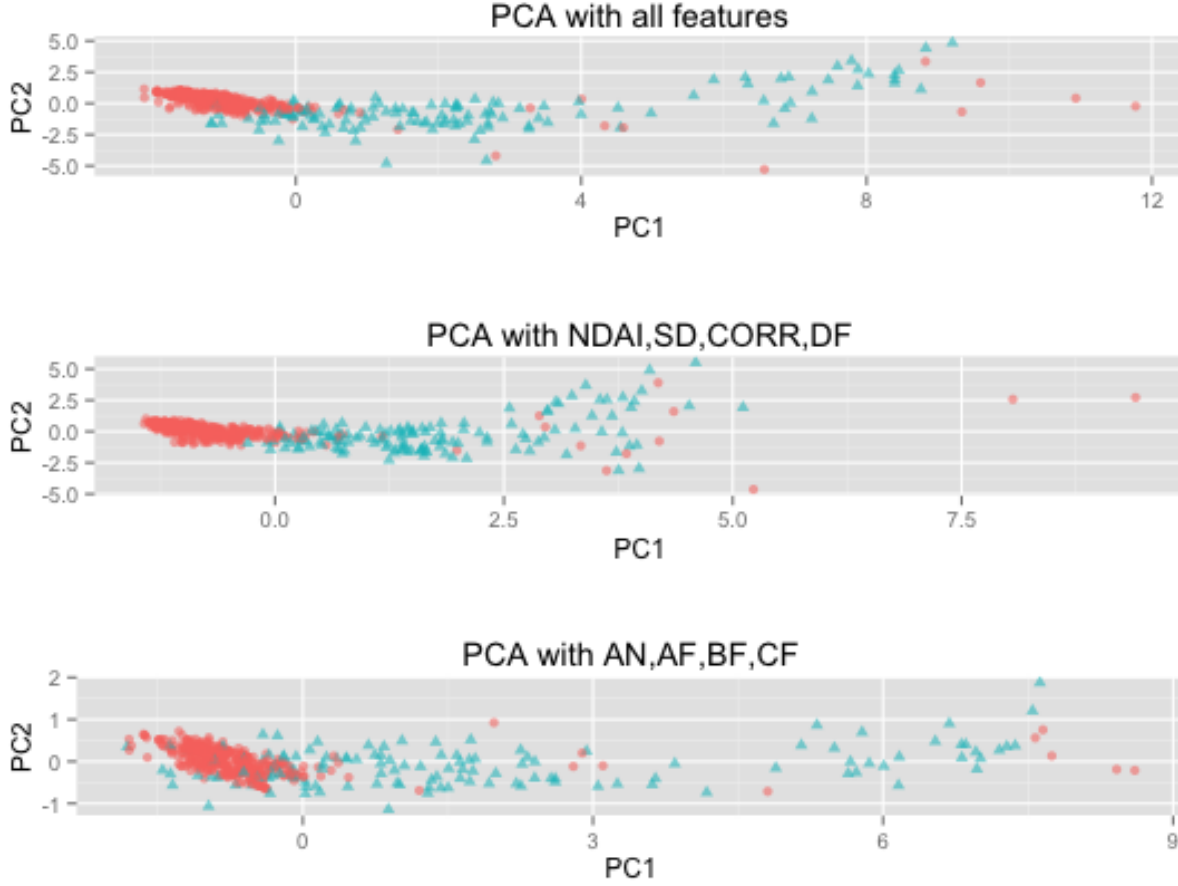 PCA with all features
5.0
2.5
0.0
-2.5
-5.0
PC2
0 4 8 12
PC1
PCA with NDAI,SD,CORR,DF
5.0
2.5
0.0
-2.5
-5.0
PC2
0.0 2.5 5.0 7.5
PC1
PCA with AN,AF,BF,CF
2
1
0
-1
PC2
0 3 6 9
PC1